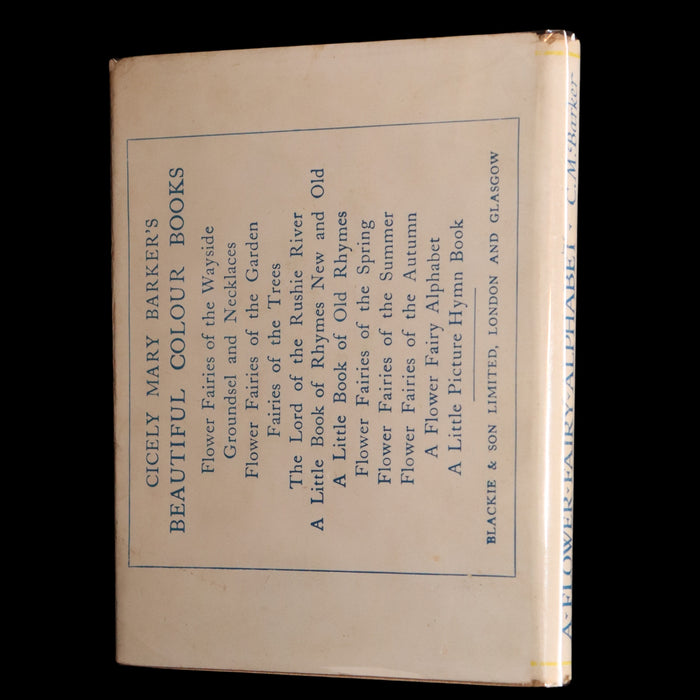 CICELY MARY BARKER'S
BEAUTIFUL COLOUR BOOKS
Flower Fairies of the Wayside
Groundsel and Necklaces
Flower Fairies of the Garden
Fairies of the Trees
The Lord of the Rushie River
A Little Book of Rhymes New and Old
A Little Book of Old Rhymes
Flower Fairies of the Spring
Flower Fairies of the Summer
Flower Fairies of the Autumn
A Flower Fairy Alphabet
A Little Picture Hymn Book
BLACKIE & SON LIMITED, LONDON AND GLASGOW
A·FLOWER·FAIRY·ALPHABET · C.M.Barker